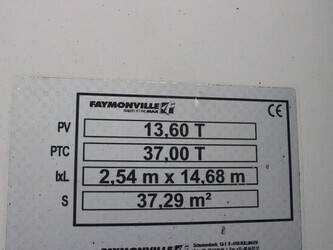 FAYMONVILLE
CE
PV 13,60 T
PTC 37,00 T
lxL 2,54 m x 14.68 m
S 37,29 m²
FAYMONVILLE